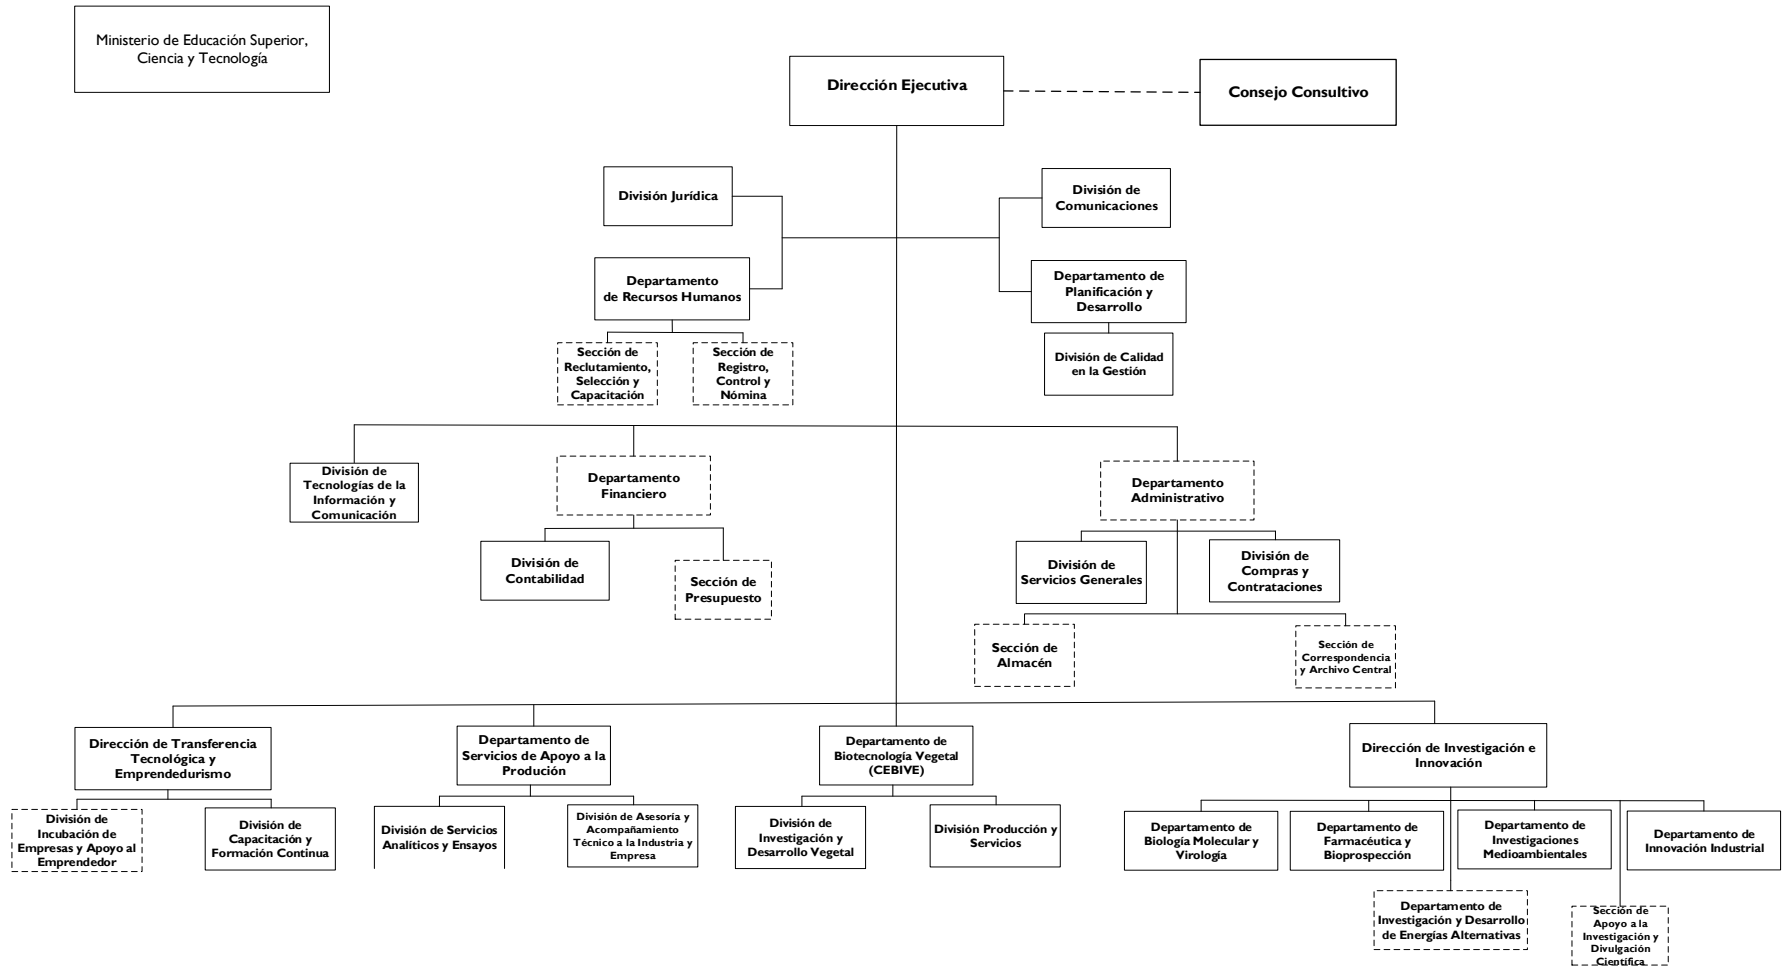 Ministerio de Educación Superior,
Ciencia y Tecnología
Dirección Ejecutiva
Consejo Consultivo
División Jurídica
División de
Comunicaciones
Departamento
de Recursos Humanos
Departamento de
Planificación y
Desarrollo
Sección de
Reclutamiento,
Selección y
Capacitación
Sección de
Registro,
Control y
Nómina
División de Calidad
en la Gestión
División de
Tecnologías de la
Información y
Comunicación
Departamento
Financiero
Departamento
Administrativo
División de
Contabilidad
Sección de
Presupuesto
División de
Servicios Generales
División de
Compras y
Contrataciones
Sección de
Almacén
Sección de
Correspondencia
y Archivo Central
Dirección de Transferencia
Tecnológica y
Emprendedurismo
Departamento de
Servicios de Apoyo a la
Produción
Departamento de
Biotecnología Vegetal
(CEBIVE)
Dirección de Investigación e
Innovación
División de
Incubación de
Empresas y Apoyo al
Emprendedor
División de
Capacitación y
Formación Continua
División de Servicios
Analíticos y Ensayos
División de Asesoría y
Acompañamiento
Técnico a la Industria y
Empresa
División de
Investigación y
Desarrollo Vegetal
División Producción y
Servicios
Departamento de
Biología Molecular y
Virología
Departamento de
Farmacéutica y
Bioprospección
Departamento de
Investigaciones
Medioambientales
Departamento de
Innovación Industrial
Departamento de
Investigación y Desarrollo
de Energías Alternativas
Sección de
Apoyo a la
Investigación y
Divulgación
Científica